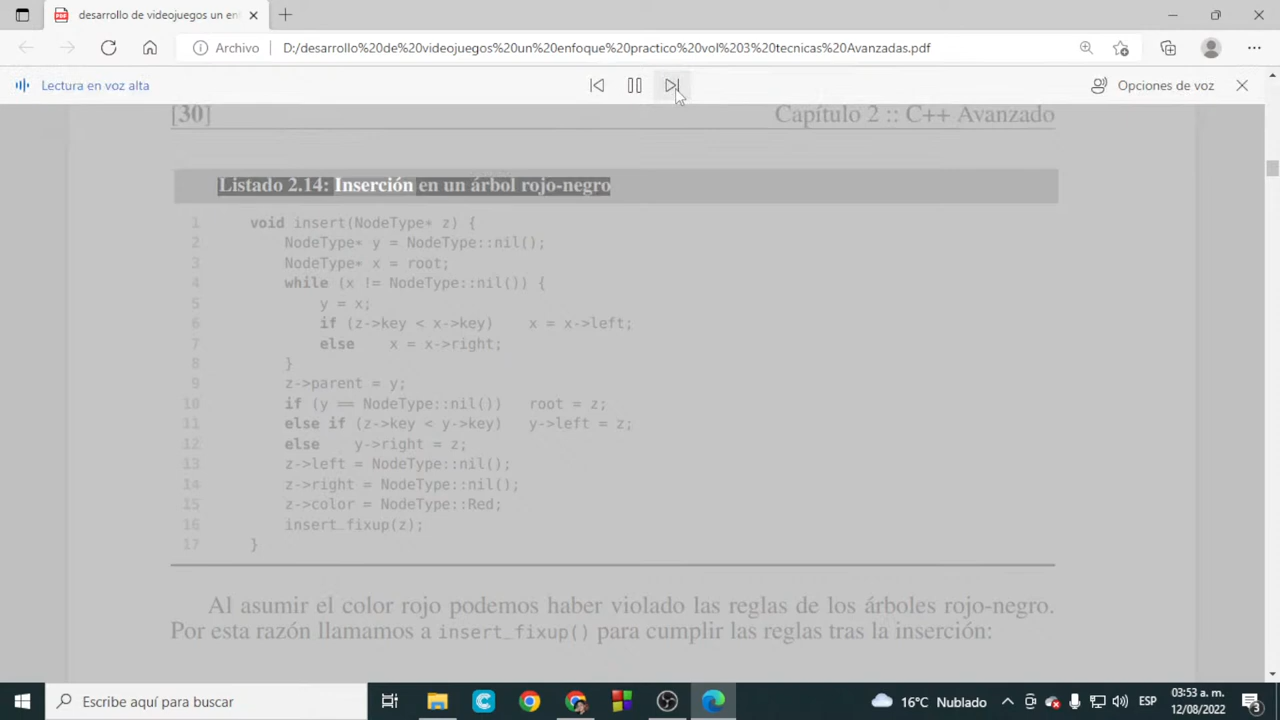 desarrollo de videojuegos un en
Archivo
D:/desarrollo%20de%20videojuegos%20un%20enfoque%20practico%20vol%203%20tecnicas%20Avanzadas.pdf
Lectura en voz alta
Opciones de voz
[30]
Capítulo 2 :: C++ Avanzado
Listado 2.14: Inserción en un árbol rojo-negro
1 void insert(NodeType* z) {
2 NodeType* y = NodeType::nil();
3 NodeType* x = root;
4 while (x != NodeType::nil()) {
5 y = x;
6 if (z->key < x->key) x = x->left;
7 else x = x->right;
8 }
9 z->parent = y;
10 if (y == NodeType::nil()) root = z;
11 else if (z->key < y->key) y->left = z;
12 else y->right = z;
13 z->left = NodeType::nil();
14 z->right = NodeType::nil();
15 z->color = NodeType::Red;
16 insert_fixup(z);
17 }
Al asumir el color rojo podemos haber violado las reglas de los árboles rojo-negro.
Por esta razón llamamos a insert_fixup() para cumplir las reglas tras la inserción:
Escribe aquí para buscar
16°C Nublado
ESP
03:53 a. m.
12/08/2022
3